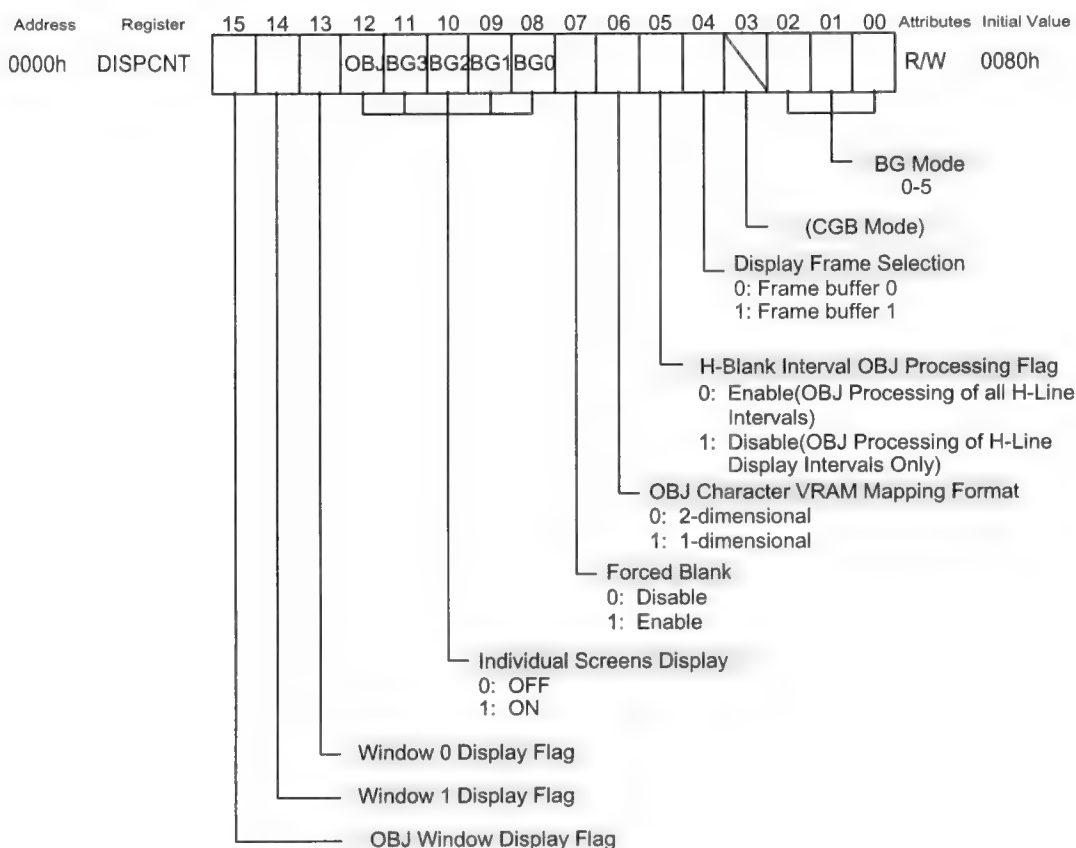 15 14 13 12 11 10 09 08 07 06 05 04 03 02 01 00
Address Register Attributes Initial Value
0000h DISPCNT OBJ BG3 BG2 BG1 BG0 R/W 0080h
BG Mode
0-5
(CGB Mode)
Display Frame Selection
0: Frame buffer 0
1: Frame buffer 1
H-Blank Interval OBJ Processing Flag
0: Enable(OBJ Processing of all H-Line
Intervals)
1: Disable(OBJ Processing of H-Line
Display Intervals Only)
OBJ Character VRAM Mapping Format
0: 2-dimensional
1: 1-dimensional
Forced Blank
0: Disable
1: Enable
Individual Screens Display
0: OFF
1: ON
Window 0 Display Flag
Window 1 Display Flag
OBJ Window Display Flag